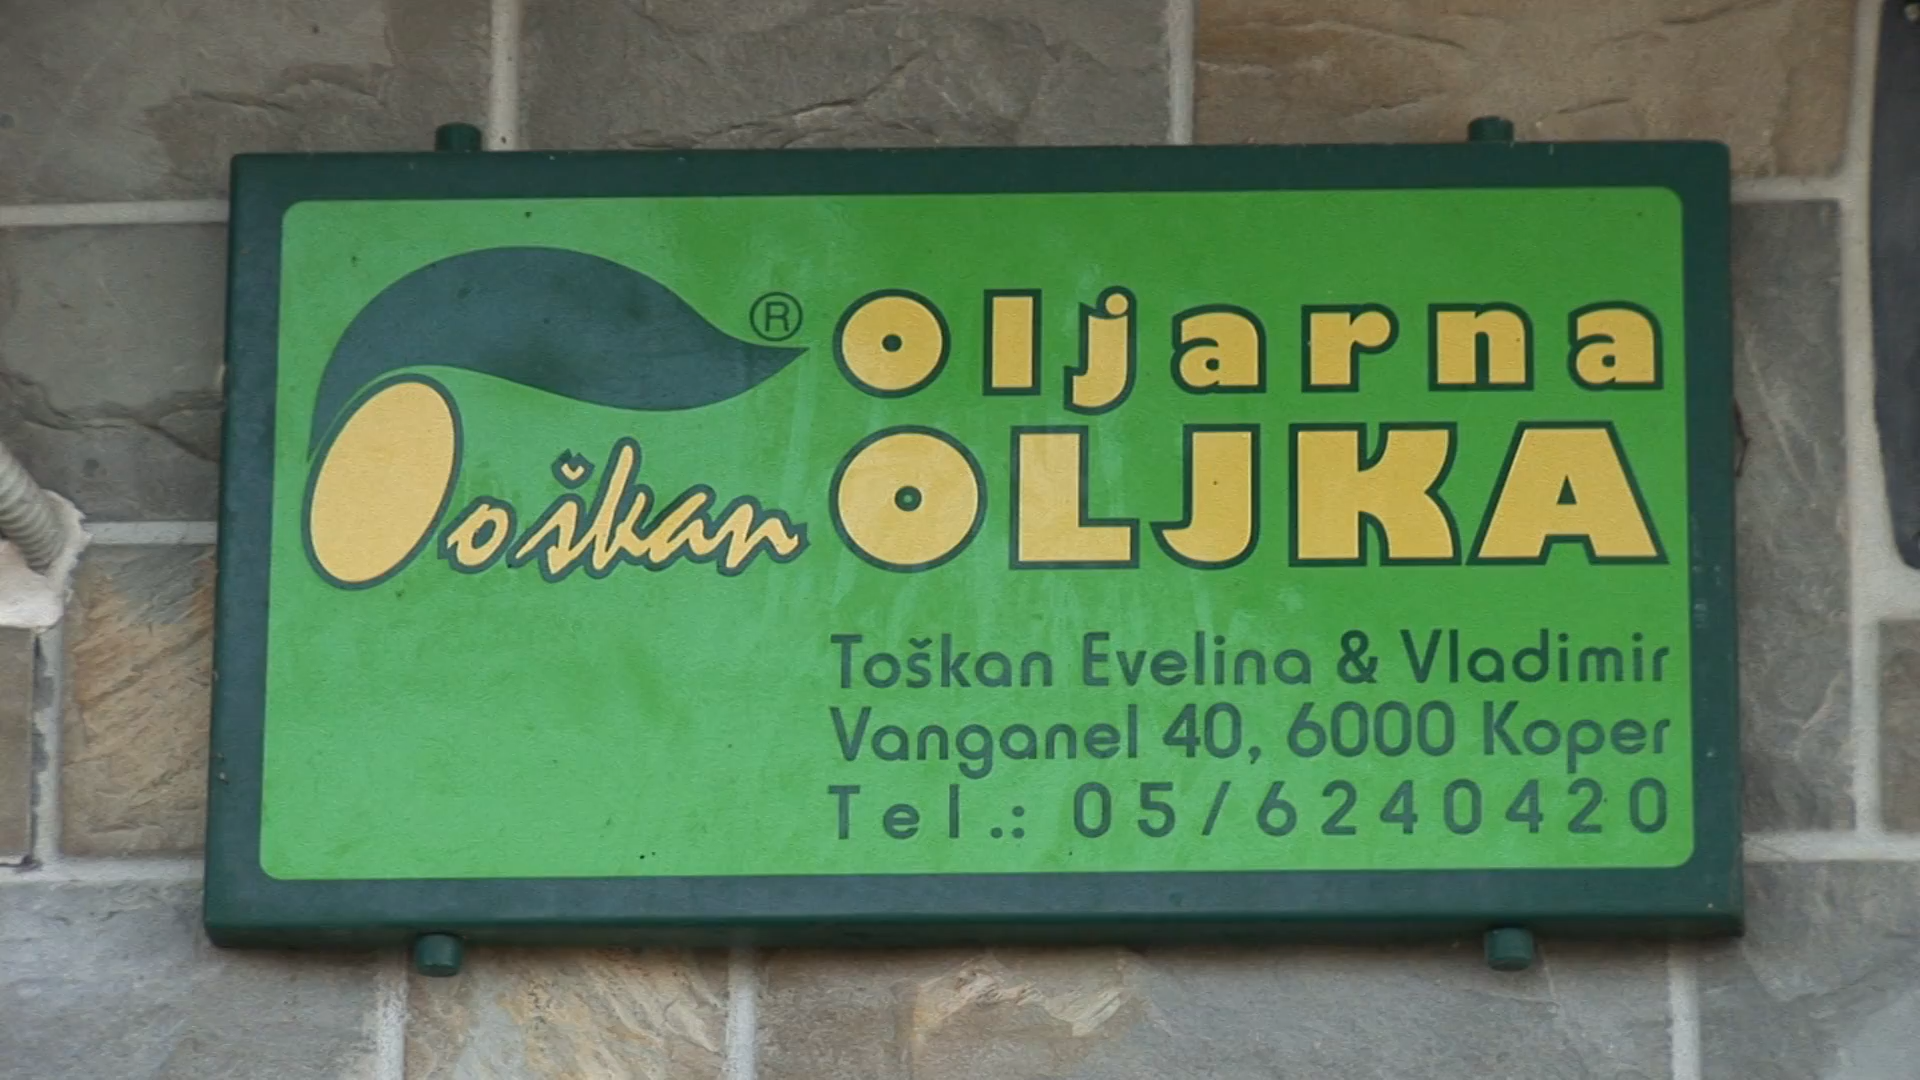 ®
Oljarna
Toškan
OLJKA
Toškan Evelina & Vladimir
Vanganel 40, 6000 Koper
Tel.: 05/6240420